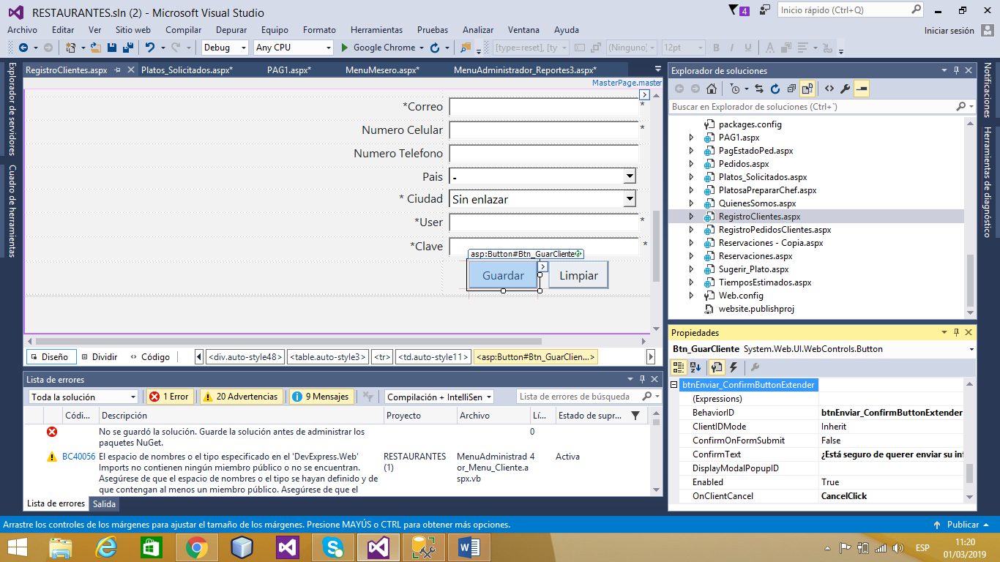 RESTAURANTES.sln (2) - Microsoft Visual Studio
4
Inicio rápido (Ctrl+Q)
Archivo Editar Ver Sitio web Compilar Depurar Equipo Formato Herramientas Pruebas Analizar Ventana Ayuda
Iniciar sesión
Debug Any CPU Google Chrome [type=reset], [ty (Ninguno) 12pt N I S
Explorador de servidores
Cuadro de herramientas
RegistroClientes.aspx Platos_Solicitados.aspx* PAG1.aspx* MenuMesero.aspx* MenuAdministrador_Reportes3.aspx*
MasterPage.master
*Correo *
Numero Celular *
Numero Telefono
Pais -
* Ciudad Sin enlazar
*User *
*Clave *
asp:Button#Btn_GuarCliente
Guardar Limpiar
Diseño Dividir Código <div.auto-style48> <table.auto-style3> <tr> <td.auto-style11> <asp:Button#Btn_GuarClien...>
Lista de errores
Toda la solución 1 Error 20 Advertencias 9 Mensajes Compilación + IntelliSen Lista de errores de búsqueda
Códi... Descripción Proyecto Archivo Lí... Estado de supr...
No se guardó la solución. Guarde la solución antes de administrar los 0
paquetes NuGet.
BC40056 El espacio de nombres o el tipo especificado en el 'DevExpress.Web' RESTAURANTES MenuAdministrad 4 Activa
Imports no contienen ningún miembro público o no se encuentran. (1) or_Menu_Cliente.a
Asegúrese de que el espacio de nombres o el tipo se hayan definido y de spx.vb
que contengan al menos un miembro público. Asegúrese de que el
Lista de errores Salida
Explorador de soluciones
Buscar en Explorador de soluciones (Ctrl+`)
packages.config
PAG1.aspx
PagEstadoPed.aspx
Pedidos.aspx
Platos_Solicitados.aspx
PlatosaPrepararChef.aspx
QuienesSomos.aspx
RegistroClientes.aspx
RegistroPedidosClientes.aspx
Reservaciones - Copia.aspx
Reservaciones.aspx
Sugerir_Plato.aspx
TiemposEstimados.aspx
Web.config
website.publishproj
Propiedades
Btn_GuarCliente System.Web.UI.WebControls.Button
btnEnviar_ConfirmButtonExtender
(Expressions)
BehaviorID btnEnviar_ConfirmButtonExtender
ClientIDMode Inherit
ConfirmOnFormSubmit False
ConfirmText ¿Está seguro de querer enviar su inf
DisplayModalPopupID
Enabled True
OnClientCancel CancelClick
Notificaciones
Herramientas de diagnóstico
Arrastre los controles de los márgenes para ajustar el tamaño de los márgenes. Presione MAYÚS o CTRL para obtener más opciones.
Publicar
ESP
11:20
01/03/2019